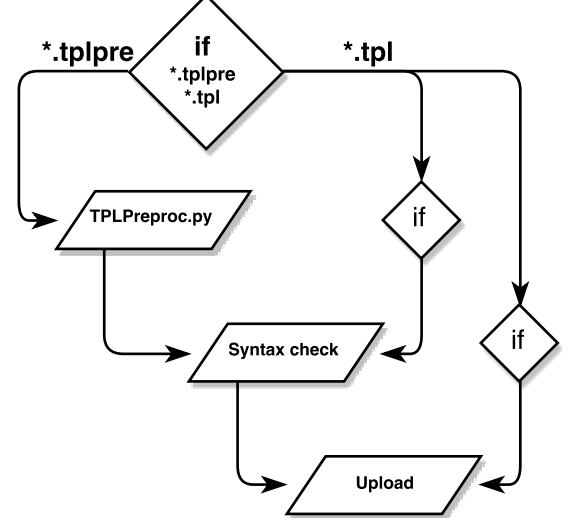 *.tplpre
if
*.tplpre
*.tpl
*.tpl
TPLPreproc.py
if
Syntax check
if
Upload